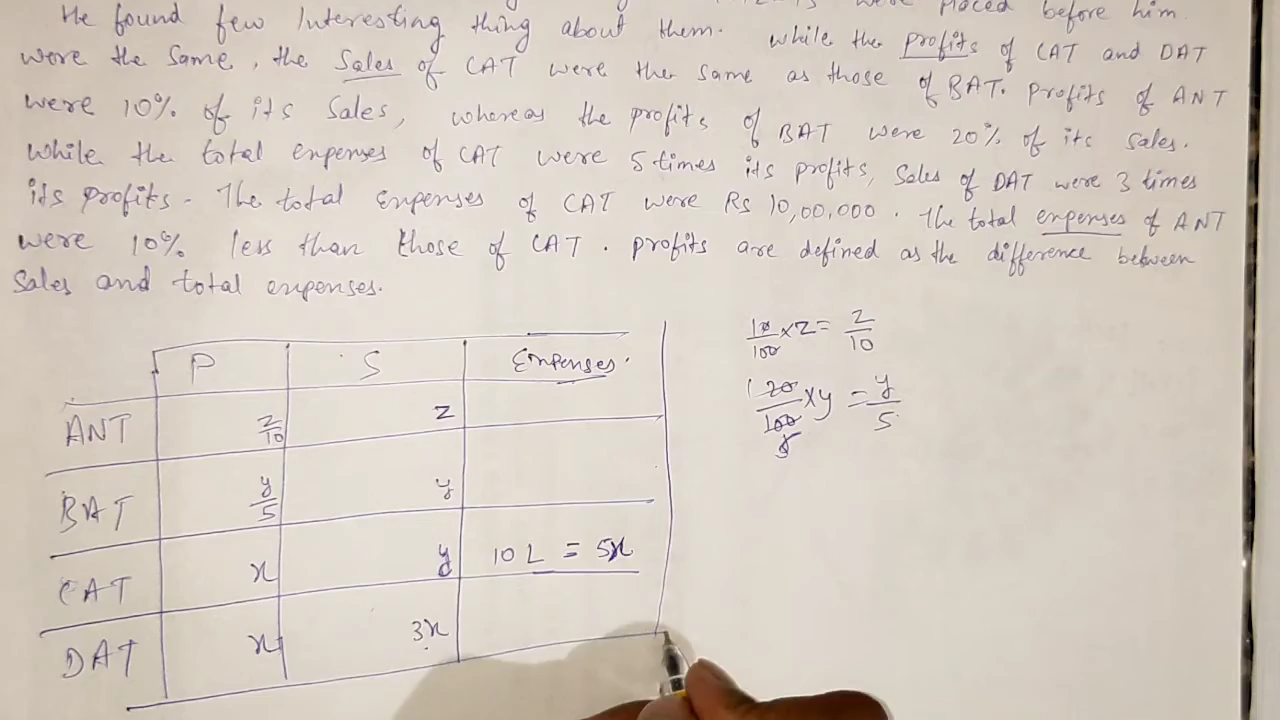 were placed before him
He found few Interesting thing about them. while the profits of CAT and DAT
were the same, the Sales of CAT were the same as those of BAT. Profits of ANT
were 10% of its Sales, whereas the profits of BAT were 20% of its sales.
while the total expenses of CAT were 5 times its profits, Sales of DAT were 3 times
its profits. The total Expenses of CAT were Rs 10,00,000. The total expenses of ANT
were 10% less than those of CAT. profits are defined as the difference between
Sales and total expenses.
P S Expenses.
ANT z/10 z
BAT y/5 y
CAT x y 10 L = 5x
DAT x 3x
10/100 x z = z/10
1 20/100 x y = y/5
5